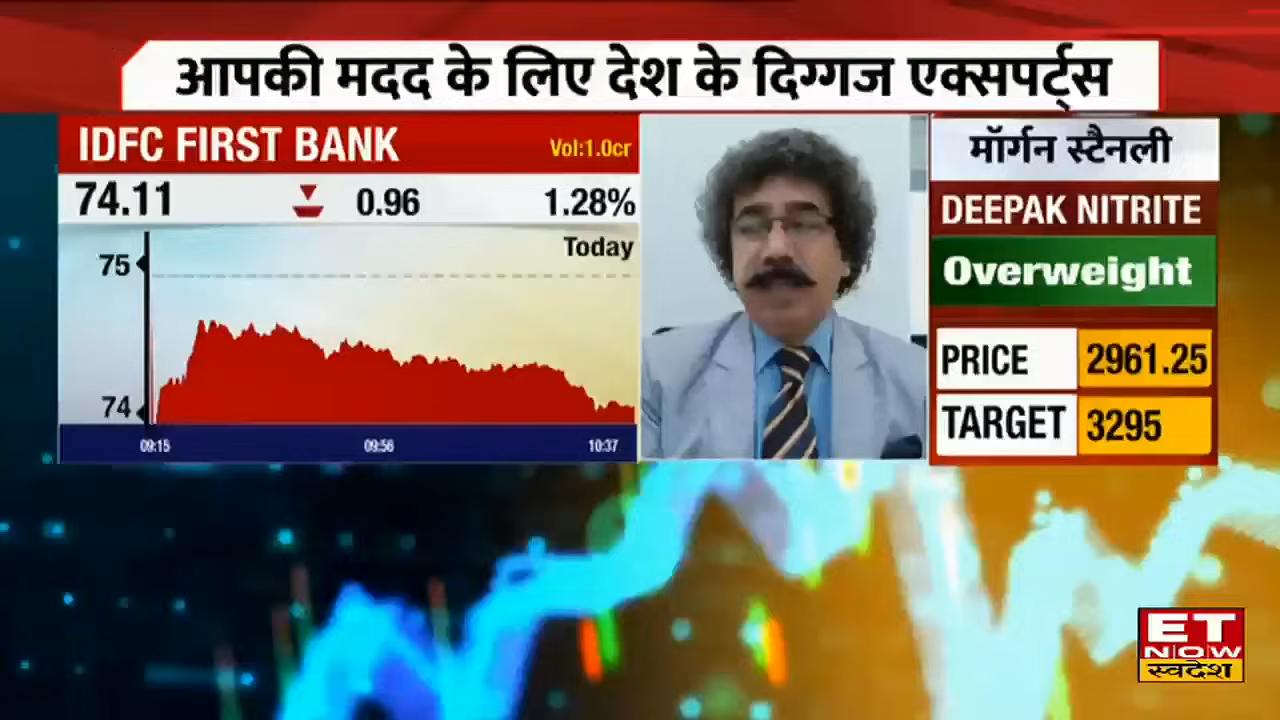 आपकी मदद के लिए देश के दिग्गज एक्सपर्ट्स
IDFC FIRST BANK Vol:1.0cr
74.11 0.96 1.28%
Today
75
74
09:15 09:56 10:37
मॉर्गन स्टैनली
DEEPAK NITRITE
Overweight
PRICE 2961.25
TARGET 3295
ET
NOW
स्वदेश